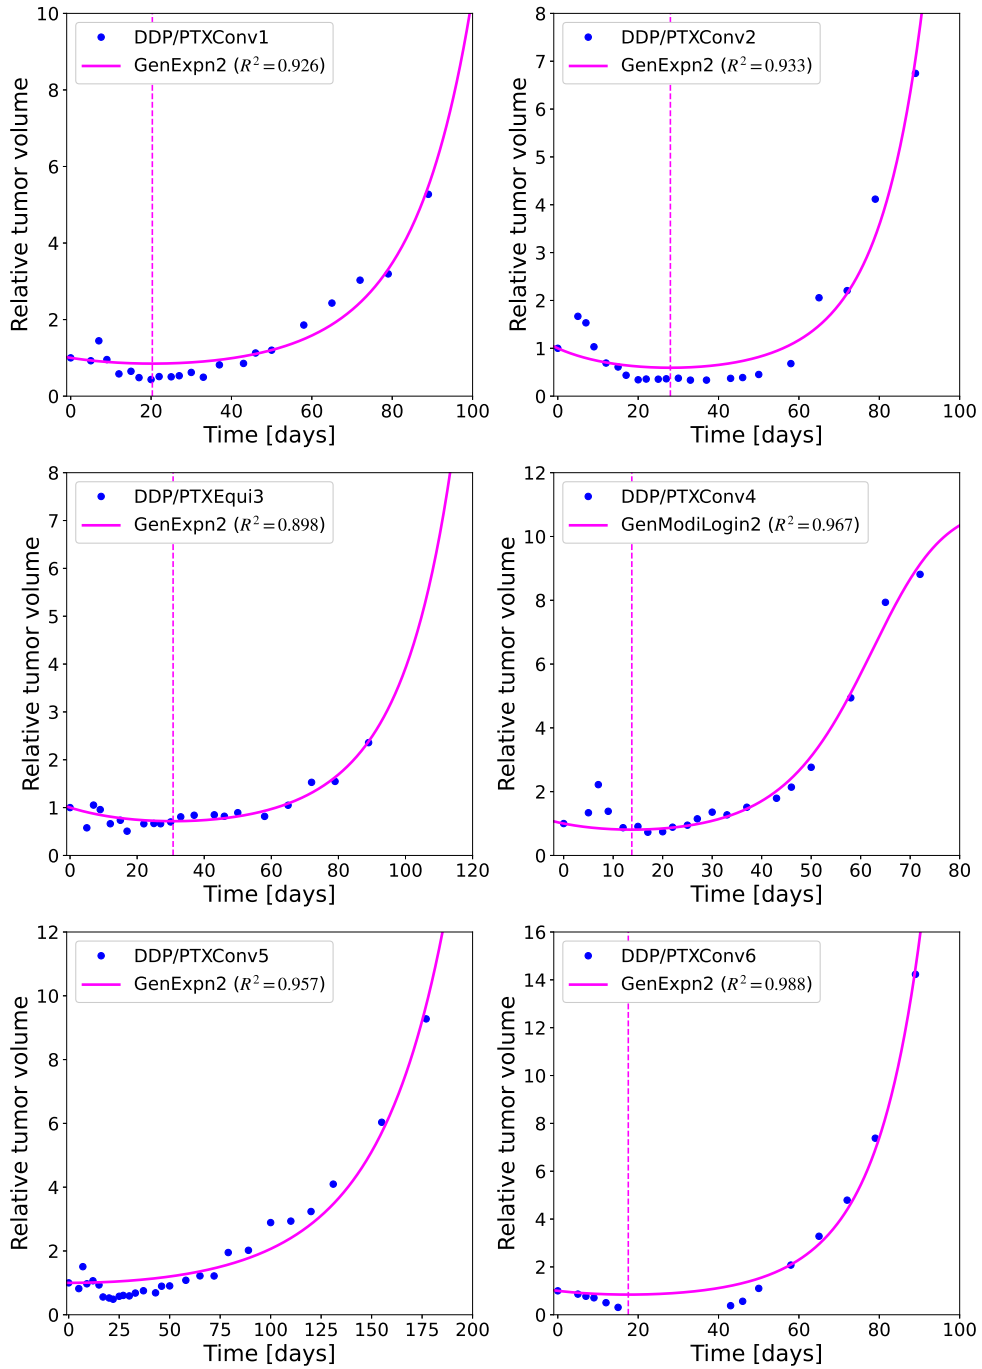 DDP/PTXConv1
GenExpn2 (R² = 0.926)
Relative tumor volume
10
8
6
4
2
0
0 20 40 60 80 100
Time [days]
DDP/PTXConv2
GenExpn2 (R² = 0.933)
Relative tumor volume
8
7
6
5
4
3
2
1
0
0 20 40 60 80 100
Time [days]
DDP/PTXEqui3
GenExpn2 (R² = 0.898)
Relative tumor volume
8
7
6
5
4
3
2
1
0
0 20 40 60 80 100 120
Time [days]
DDP/PTXConv4
GenModiLogin2 (R² = 0.967)
Relative tumor volume
12
10
8
6
4
2
0
0 10 20 30 40 50 60 70 80
Time [days]
DDP/PTXConv5
GenExpn2 (R² = 0.957)
Relative tumor volume
12
10
8
6
4
2
0
0 25 50 75 100 125 150 175 200
Time [days]
DDP/PTXConv6
GenExpn2 (R² = 0.988)
Relative tumor volume
16
14
12
10
8
6
4
2
0
0 20 40 60 80 100
Time [days]